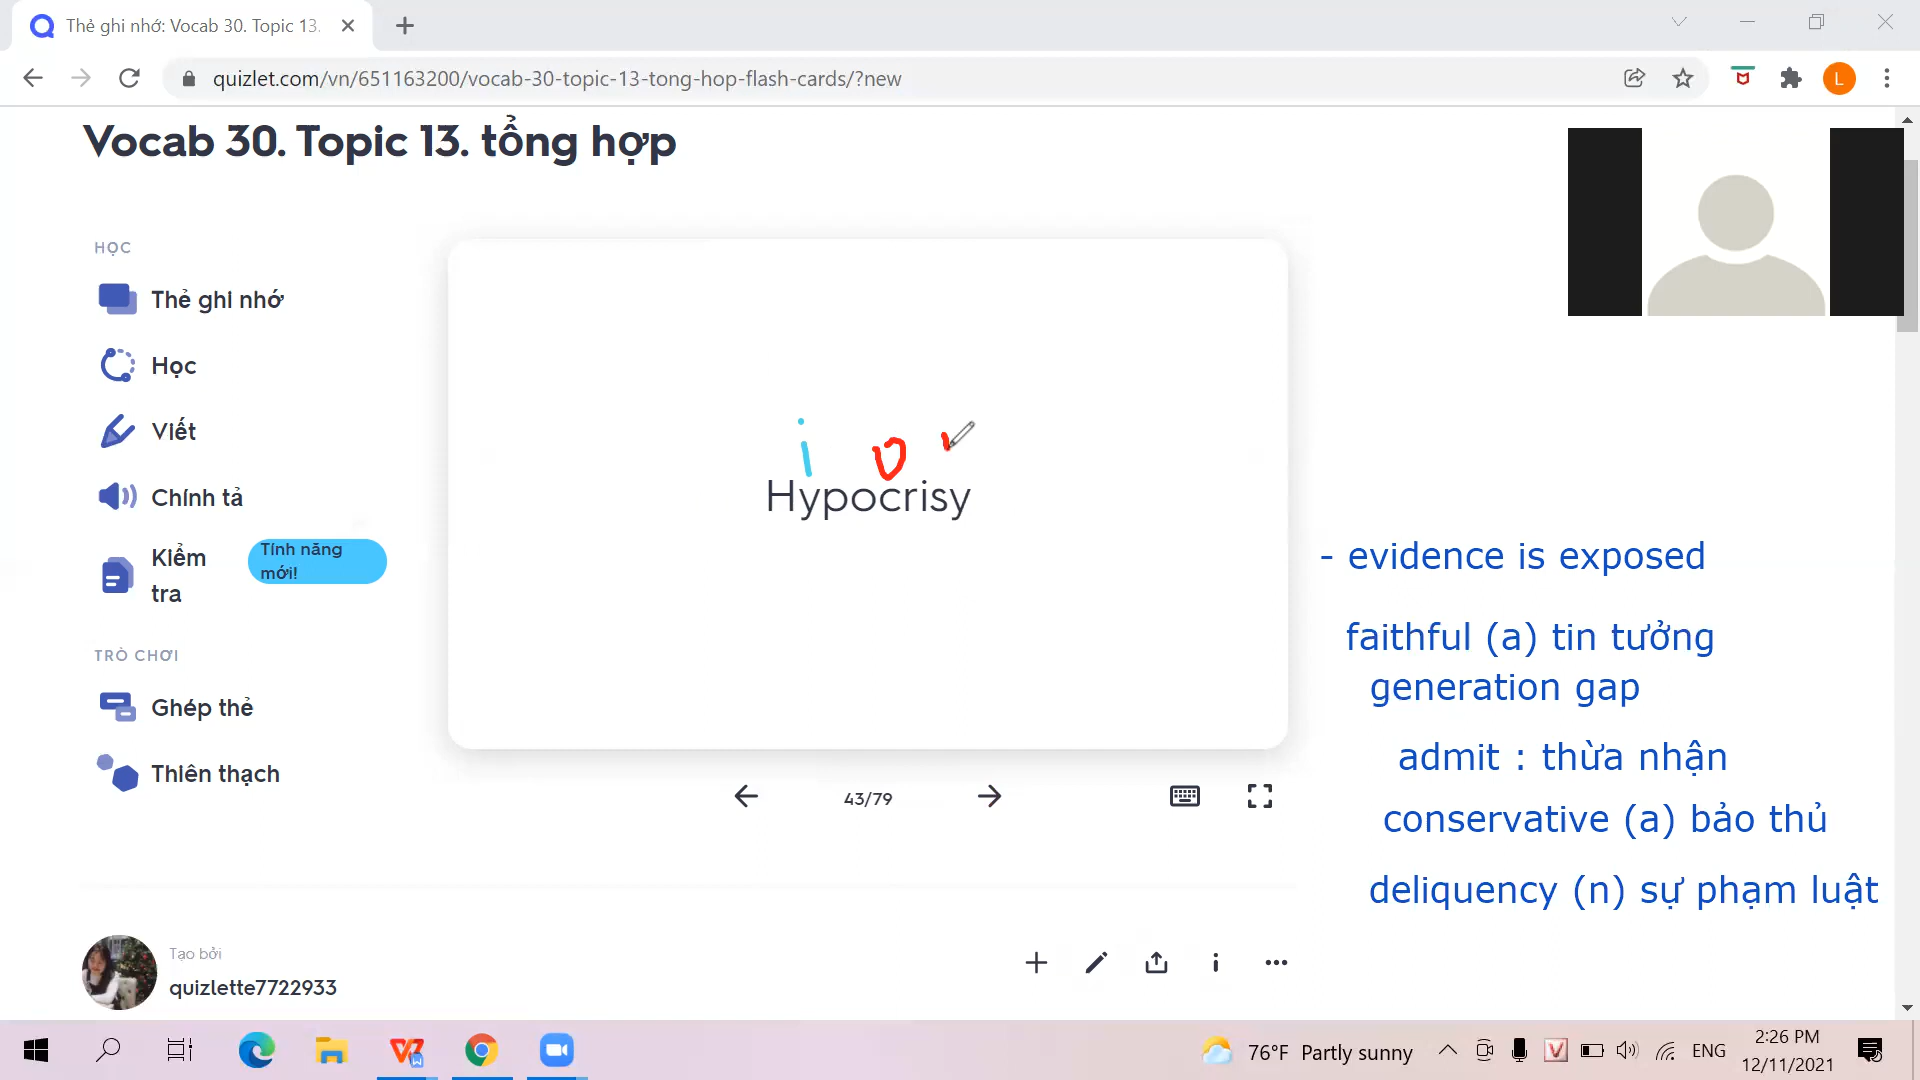 Thẻ ghi nhớ: Vocab 30. Topic 13.
quizlet.com/vn/651163200/vocab-30-topic-13-tong-hop-flash-cards/?new
L
Vocab 30. Topic 13. tổng hợp
HỌC
Thẻ ghi nhớ
Học
Viết
Chính tả
Kiểm tra
Tính năng mới!
TRÒ CHƠI
Ghép thẻ
Thiên thạch
i o
Hypocrisy
43/79
- evidence is exposed
faithful (a) tin tưởng
generation gap
admit : thừa nhận
conservative (a) bảo thủ
deliquency (n) sự phạm luật
Tạo bởi
quizlette7722933
76°F Partly sunny
ENG
2:26 PM
12/11/2021